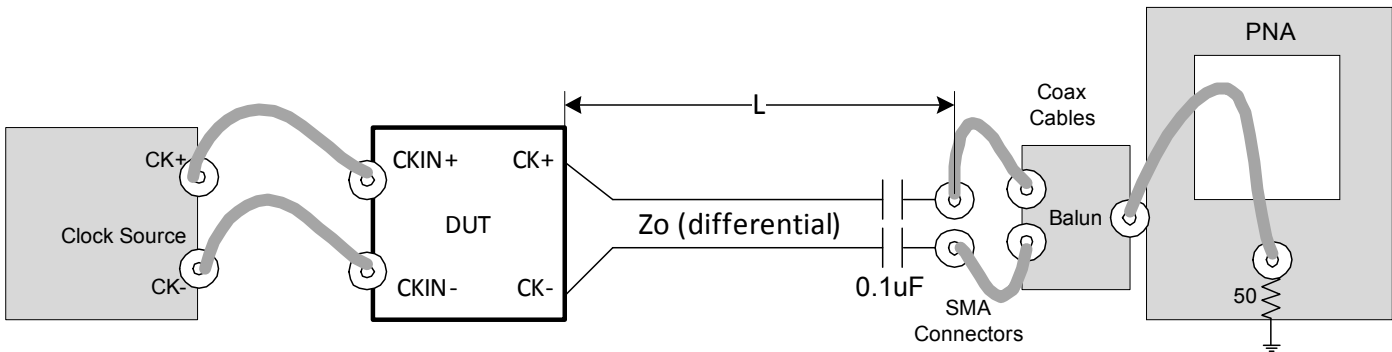 PNA
L
Coax
Cables
CK+
CKIN+
CK+
Zo (differential)
Clock Source
DUT
Balun
CK-
CKIN-
CK-
0.1uF
SMA
Connectors
50